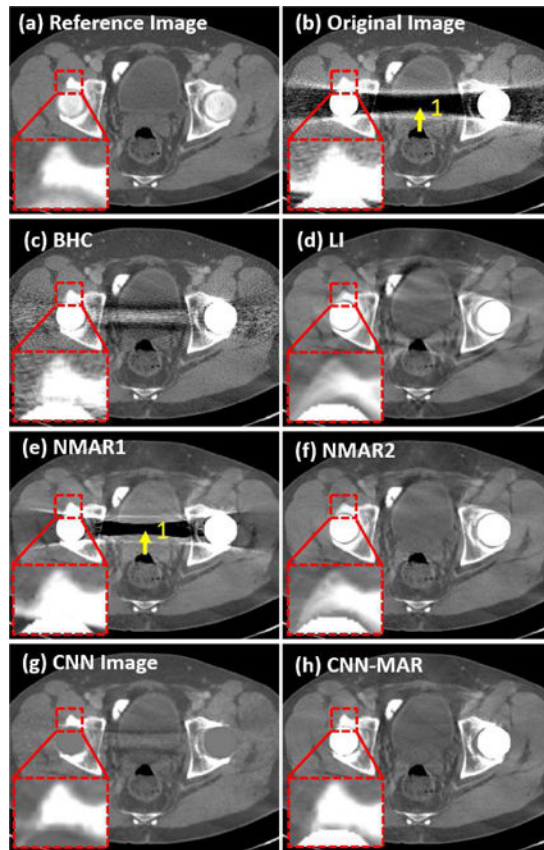 (a) Reference Image
(b) Original Image
1
(c) BHC
(d) LI
(e) NMAR1
1
(f) NMAR2
(g) CNN Image
(h) CNN-MAR